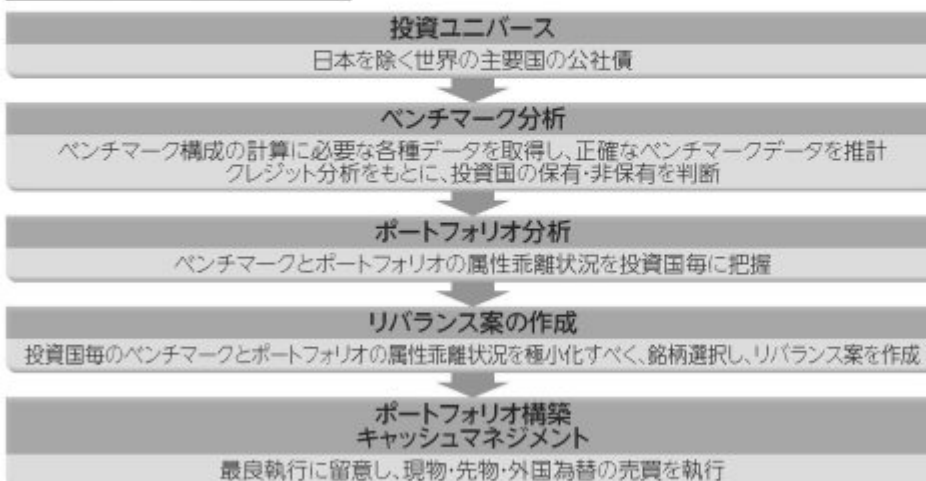 投資ユニバース
日本を除く世界の主要国の公社債
ベンチマーク分析
ベンチマーク構成の計算に必要な各種データを取得し、正確なベンチマークデータを推計
クレジット分析をもとに、投資国の保有・非保有を判断
ポートフォリオ分析
ベンチマークとポートフォリオの属性乖離状況を投資国毎に把握
リバランス案の作成
投資国毎のベンチマークとポートフォリオの属性乖離状況を極小化すべく、銘柄選択し、リバランス案を作成
ポートフォリオ構築
キャッシュマネジメント
最良執行に留意し、現物・先物・外国為替の売買を執行